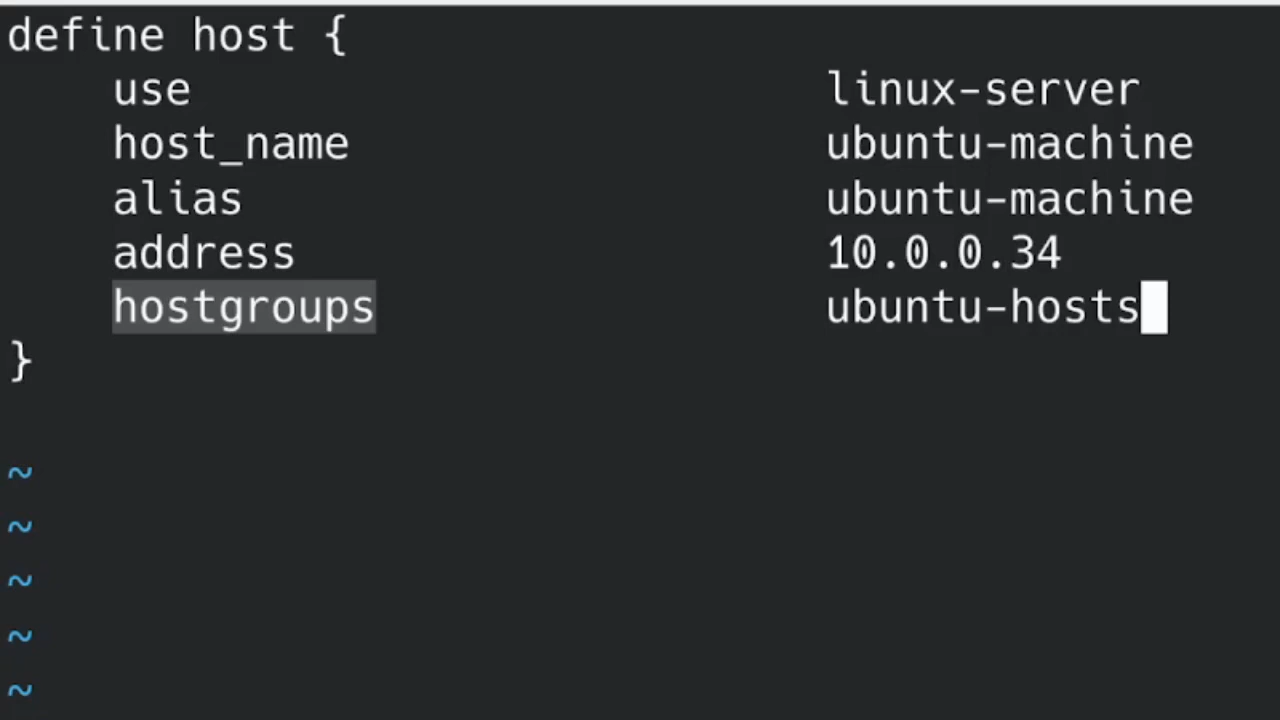 define host {
use linux-server
host_name ubuntu-machine
alias ubuntu-machine
address 10.0.0.34
hostgroups ubuntu-hosts
}
~
~
~
~
~